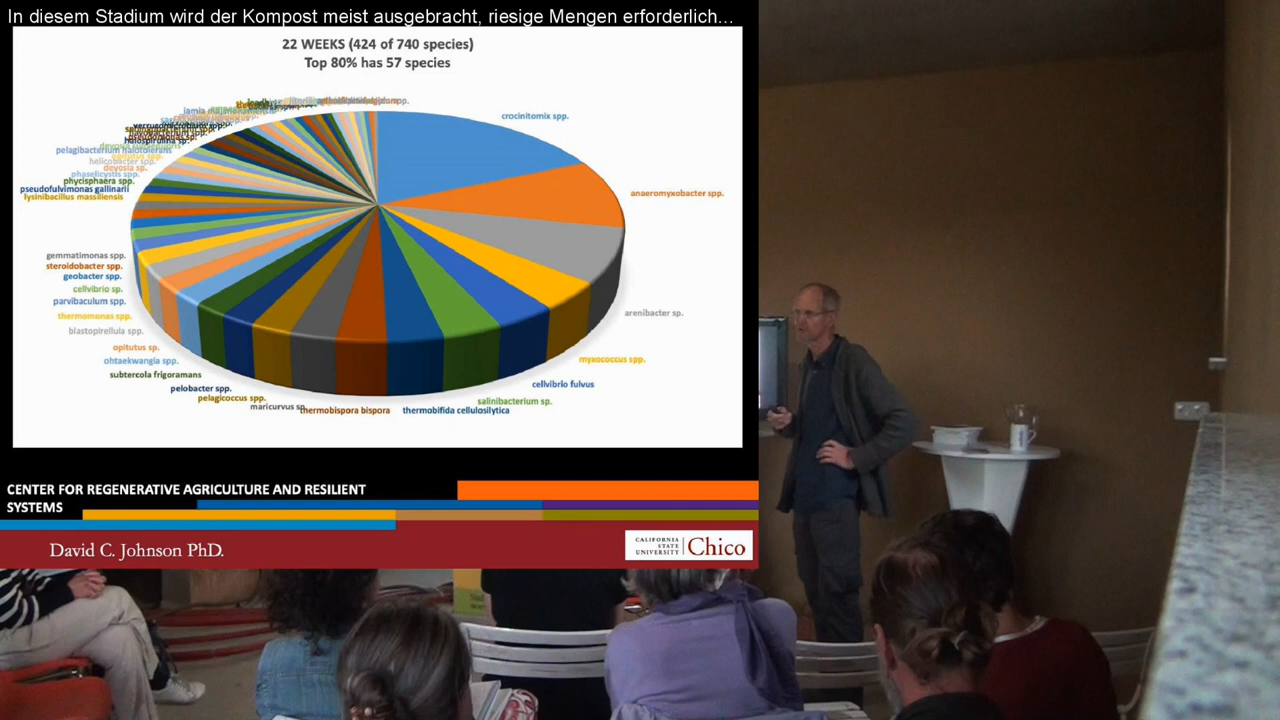 In diesem Stadium wird der Kompost meist ausgebracht, riesige Mengen erforderlich...
22 WEEKS (424 of 740 species)
Top 80% has 57 species
crocinitomix spp.
anaeromyxobacter spp.
arenibacter sp.
myxococcus spp.
cellvibrio fulvus
salinibacterium sp.
thermobifida cellulosilytica
thermobispora bispora
maricurvus sp.
pelagicoccus spp.
pelobacter spp.
subtercola frigoramans
ohtaekwangia spp.
opitutus sp.
blastopirellula spp.
thermomonas spp.
parvibaculum spp.
cellvibrio sp.
geobacter spp.
steroidobacter spp.
gemmatimonas spp.
lysinibacillus massiliensis
pseudofulvimonas gallinarii
phycisphaera spp.
phaselicystis spp.
devosia sp.
helicobacter spp.
opitutus spp.
pelagibacterium halotolerans
halospirulina sp.
CENTER FOR REGENERATIVE AGRICULTURE AND RESILIENT
SYSTEMS
David C. Johnson PhD.
CALIFORNIA
STATE
UNIVERSITY
Chico